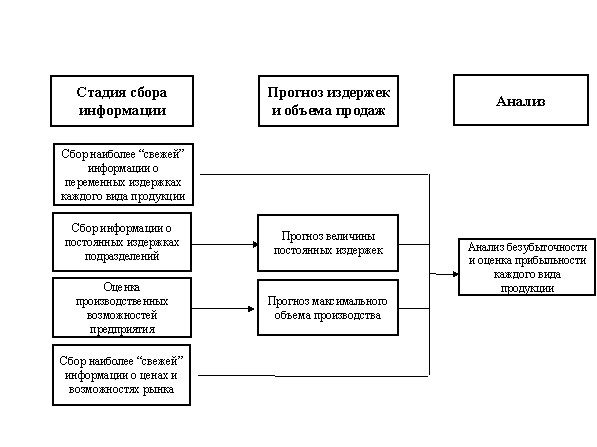 Стадия сбора
информации
Прогноз издержек
и объема продаж
Анализ
Сбор наиболее “свежей”
информации о
переменных издержках
каждого вида продукции
Сбор информации о
постоянных издержках
подразделений
Прогноз величины
постоянных издержек
Анализ безубыточности
и оценка прибыльности
каждого вида
продукции
Оценка
производственных
возможностей
предприятия
Прогноз максимального
объема производства
Сбор наиболее “свежей”
информации о ценах и
возможностях рынка